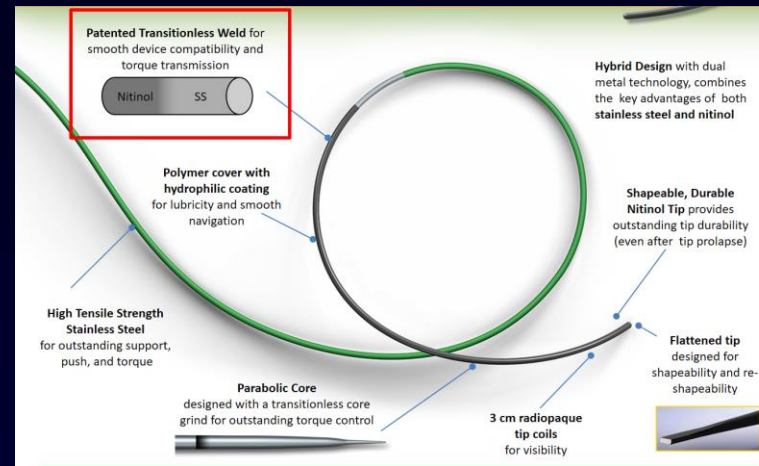 Patented Transitionless Weld for
smooth device compatibility and
torque transmission
Nitinol
SS
Hybrid Design with dual
metal technology, combines
the key advantages of both
stainless steel and nitinol
Polymer cover with
hydrophilic coating
for lubricity and smooth
navigation
Shapeable, Durable
Nitinol Tip provides
outstanding tip durability
(even after tip prolapse)
High Tensile Strength
Stainless Steel
for outstanding support,
push, and torque
Flattened tip
designed for
shapeability and re-
shapeability
Parabolic Core
designed with a transitionless core
grind for outstanding torque control
3 cm radiopaque
tip coils
for visibility